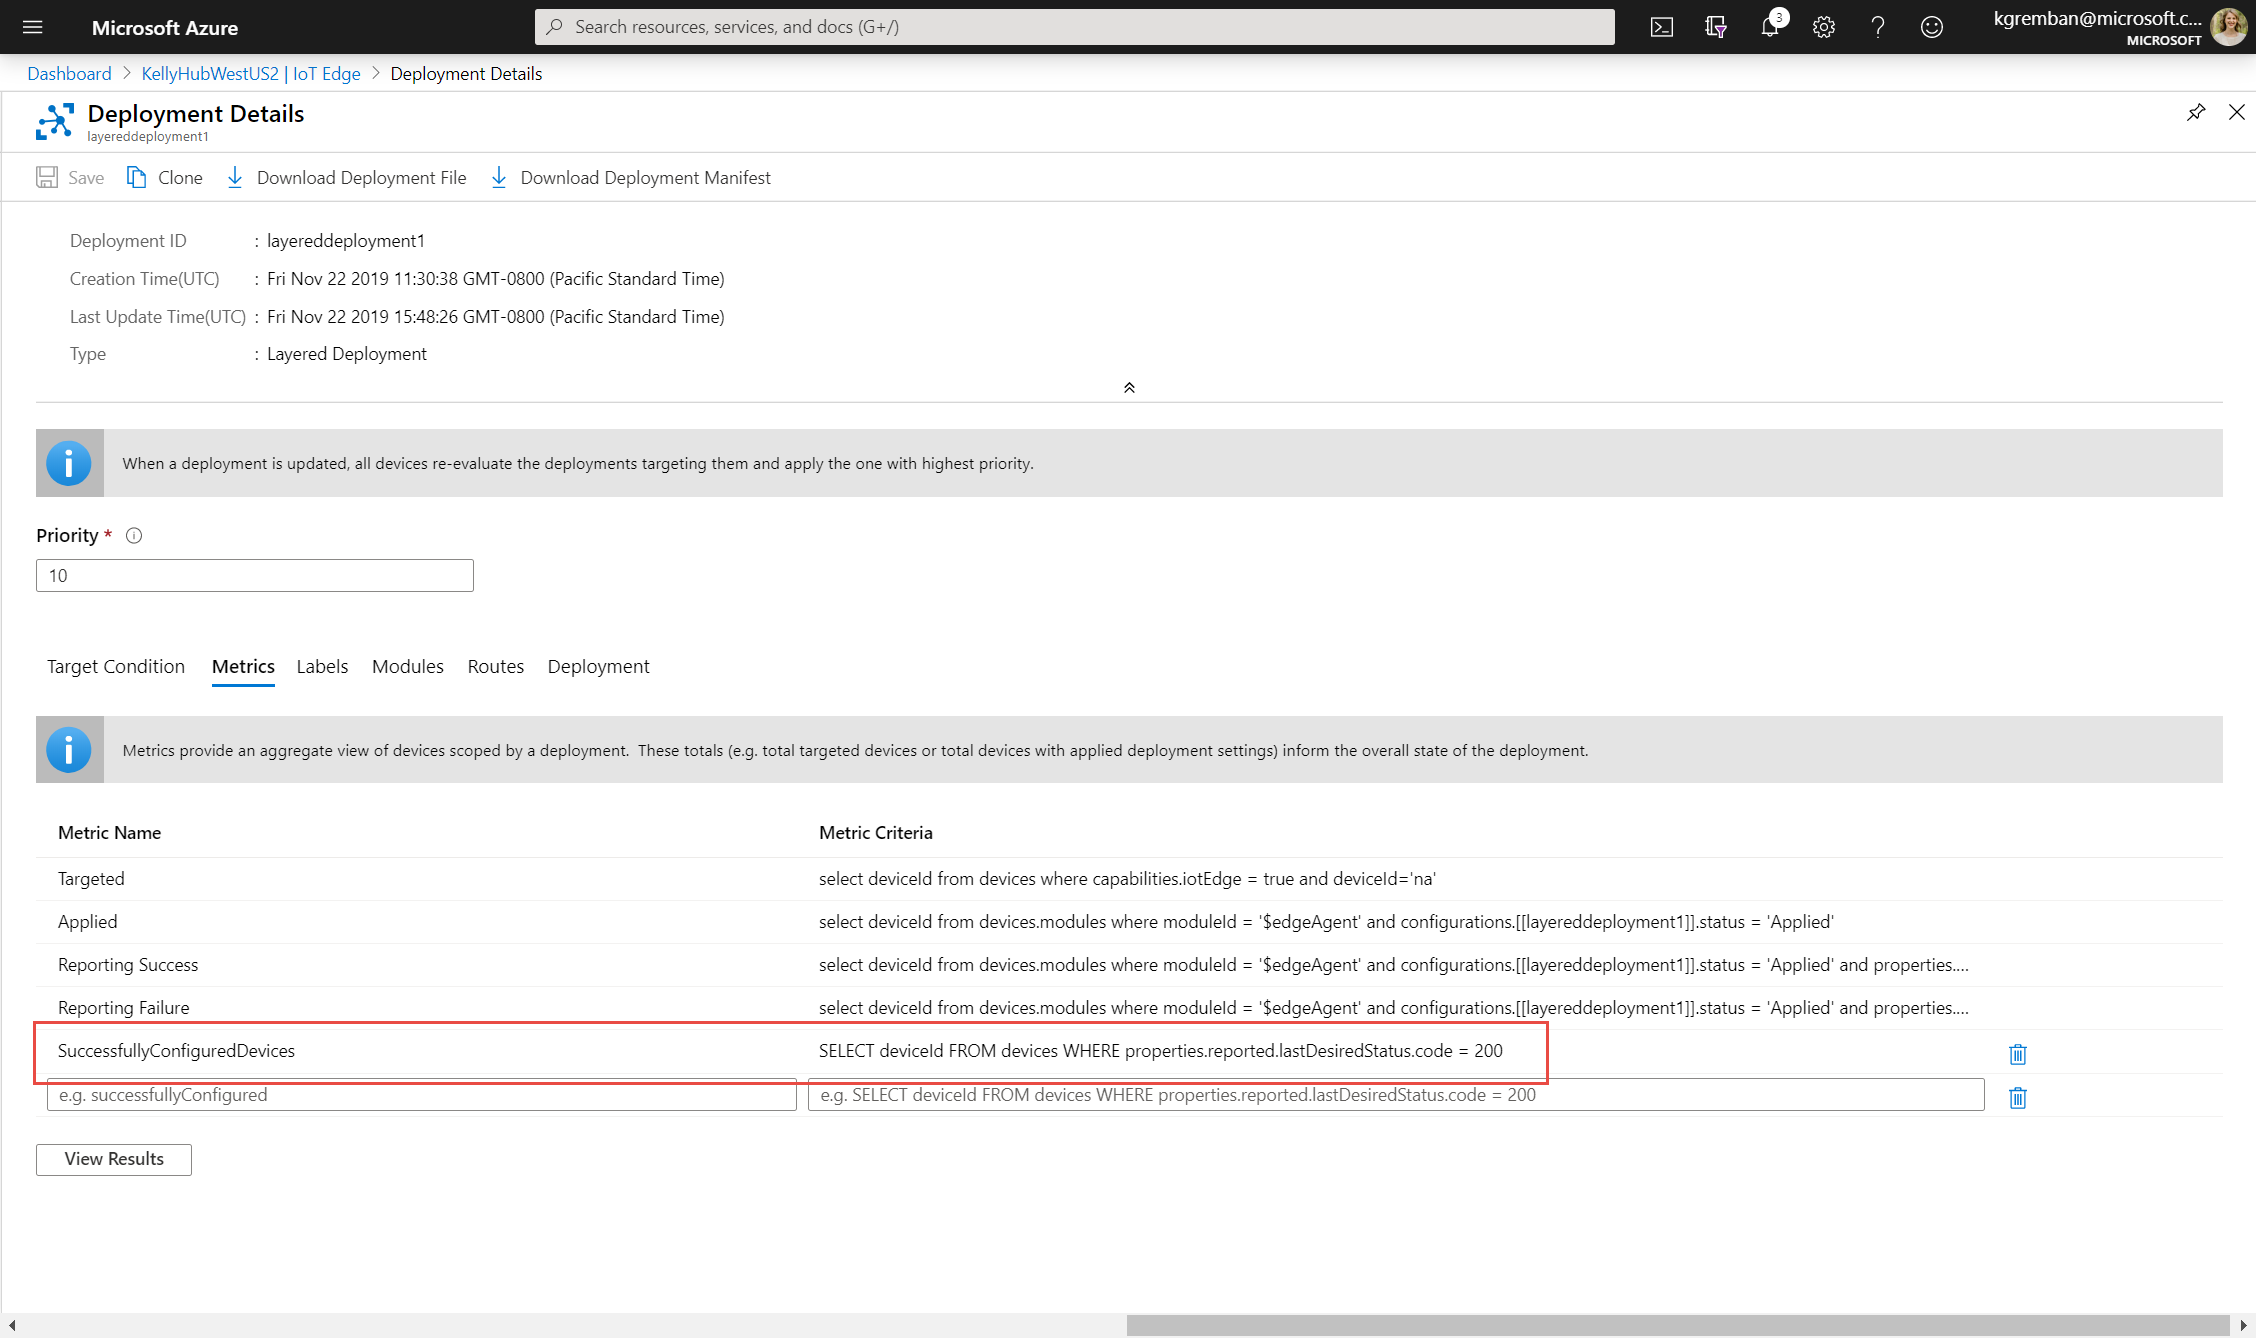 Microsoft Azure
Search resources, services, and docs (G+/)
3
kgremban@microsoft.c...
MICROSOFT
Dashboard > KellyHubWestUS2 | IoT Edge > Deployment Details
Deployment Details
layereddeployment1
Save
Clone
Download Deployment File
Download Deployment Manifest
Deployment ID : layereddeployment1
Creation Time(UTC) : Fri Nov 22 2019 11:30:38 GMT-0800 (Pacific Standard Time)
Last Update Time(UTC) : Fri Nov 22 2019 15:48:26 GMT-0800 (Pacific Standard Time)
Type : Layered Deployment
When a deployment is updated, all devices re-evaluate the deployments targeting them and apply the one with highest priority.
Priority *
10
Target Condition Metrics Labels Modules Routes Deployment
Metrics provide an aggregate view of devices scoped by a deployment. These totals (e.g. total targeted devices or total devices with applied deployment settings) inform the overall state of the deployment.
Metric Name Metric Criteria
Targeted select deviceId from devices where capabilities.iotEdge = true and deviceId='na'
Applied select deviceId from devices.modules where moduleId = '$edgeAgent' and configurations.[[layereddeployment1]].status = 'Applied'
Reporting Success select deviceId from devices.modules where moduleId = '$edgeAgent' and configurations.[[layereddeployment1]].status = 'Applied' and properties....
Reporting Failure select deviceId from devices.modules where moduleId = '$edgeAgent' and configurations.[[layereddeployment1]].status = 'Applied' and properties....
SuccessfullyConfiguredDevices SELECT deviceId FROM devices WHERE properties.reported.lastDesiredStatus.code = 200
e.g. successfullyConfigured e.g. SELECT deviceId FROM devices WHERE properties.reported.lastDesiredStatus.code = 200
View Results